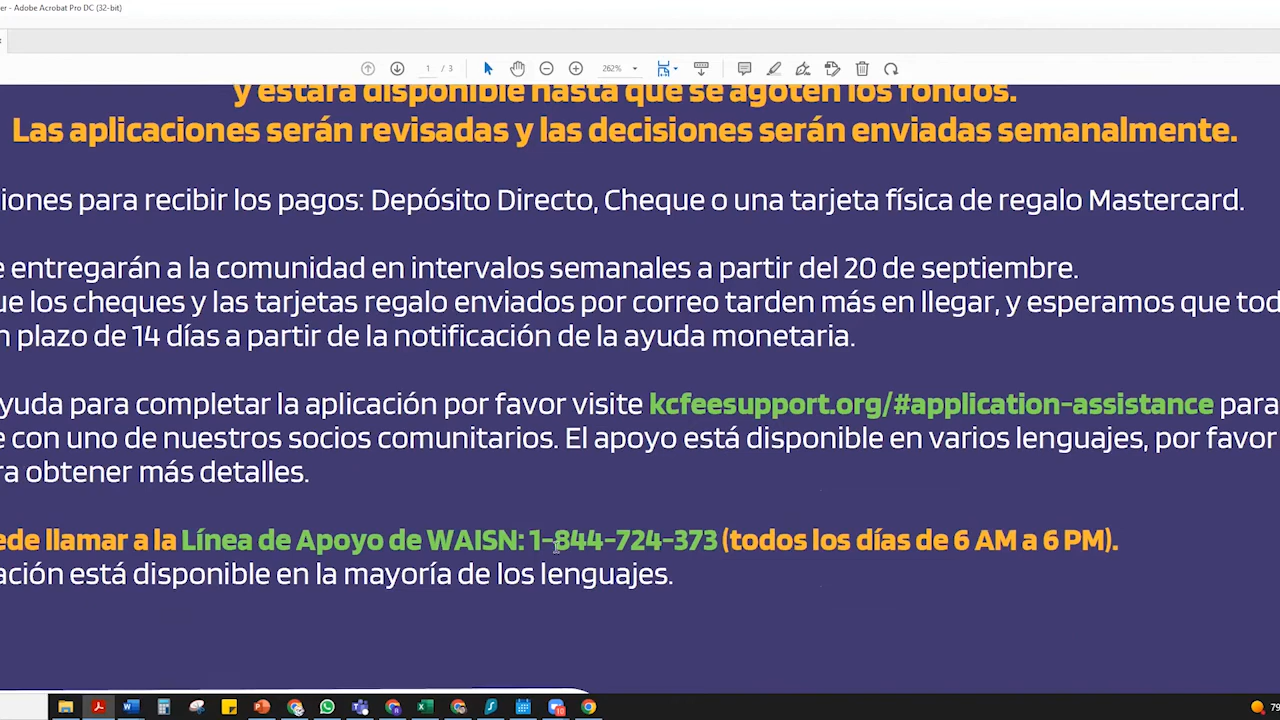 er - Adobe Acrobat Pro DC (32-bit)
1 / 3
262%
y estará disponible hasta que se agoten los fondos.
Las aplicaciones serán revisadas y las decisiones serán enviadas semanalmente.
iones para recibir los pagos: Depósito Directo, Cheque o una tarjeta física de regalo Mastercard.
e entregarán a la comunidad en intervalos semanales a partir del 20 de septiembre.
ue los cheques y las tarjetas regalo enviados por correo tarden más en llegar, y esperamos que tod
n plazo de 14 días a partir de la notificación de la ayuda monetaria.
yuda para completar la aplicación por favor visite kcfeesupport.org/#application-assistance para
e con uno de nuestros socios comunitarios. El apoyo está disponible en varios lenguajes, por favor
ra obtener más detalles.
ede llamar a la Línea de Apoyo de WAISN: 1-844-724-373 (todos los días de 6 AM a 6 PM).
ación está disponible en la mayoría de los lenguajes.